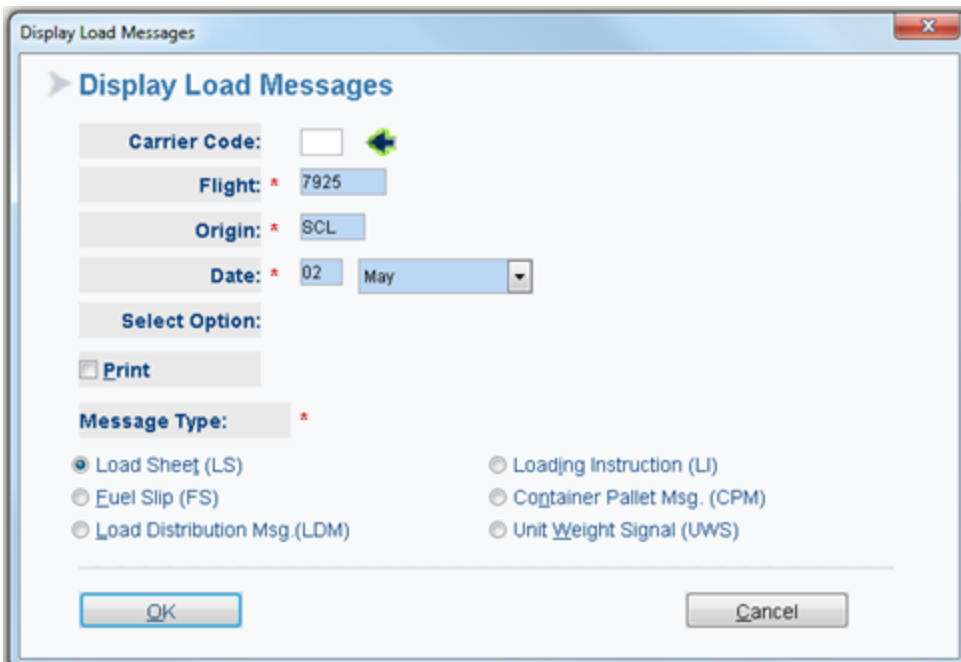 Display Load Messages
Display Load Messages
Carrier Code:
Flight: * 7925
Origin: * SCL
Date: * 02 May
Select Option:
Print
Message Type: *
Load Sheet (LS) Loading Instruction (LI)
Fuel Slip (FS) Container Pallet Msg. (CPM)
Load Distribution Msg.(LDM) Unit Weight Signal (UWS)
OK Cancel